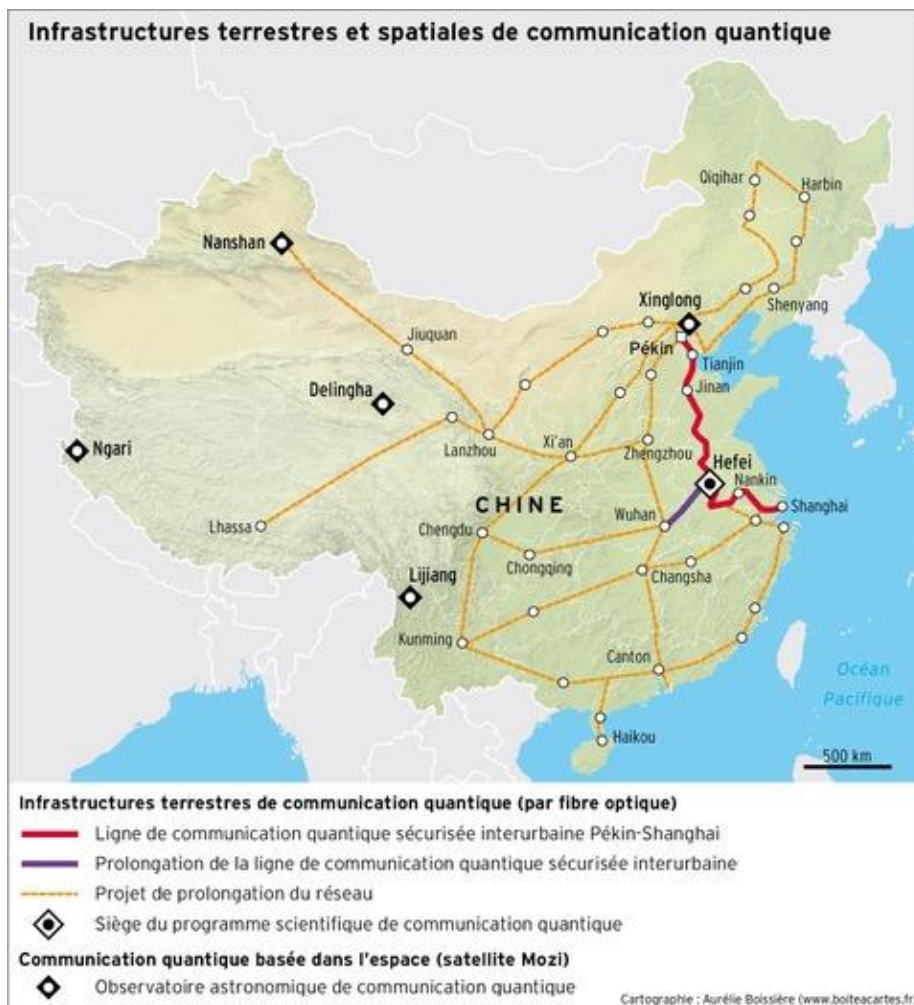 Infrastructures terrestres et spatiales de communication quantique
Qiqihar
Harbin
Nanshan
Xinglong
Shenyang
Jiuquan
Pékin
Tianjin
Delingha
Jinan
Ngari
Lanzhou
Xi'an
Zhengzhou
Hefei
Nankin
CHINE
Shanghai
Lhassa
Chengdu
Wuhan
Chongqing
Changsha
Lijiang
Kunming
Canton
Océan
Pacifique
Haikou
500 km
Infrastructures terrestres de communication quantique (par fibre optique)
Ligne de communication quantique sécurisée interurbaine Pékin-Shanghai
Prolongation de la ligne de communication quantique sécurisée interurbaine
Projet de prolongation du réseau
Siège du programme scientifique de communication quantique
Communication quantique basée dans l'espace (satellite Mozi)
Observatoire astronomique de communication quantique
Cartographie : Aurélie Boissière (www.boiteacartes.f